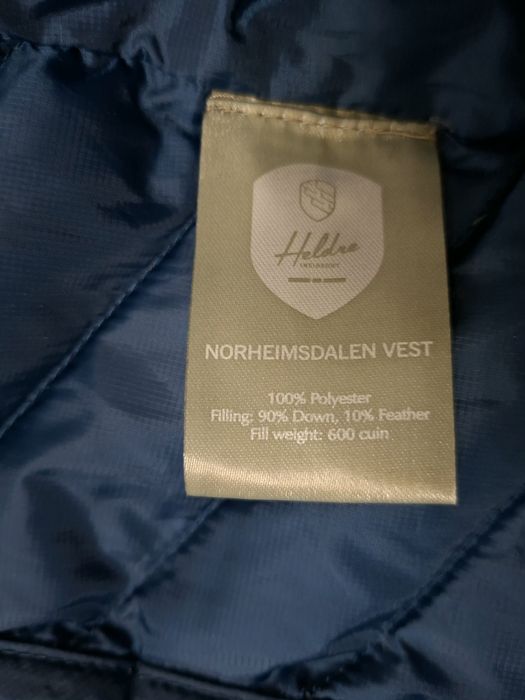 Heldre
NORHEIMSDALEN VEST
100% Polyester
Filling: 90% Down, 10% Feather
Fill weight: 600 cuin